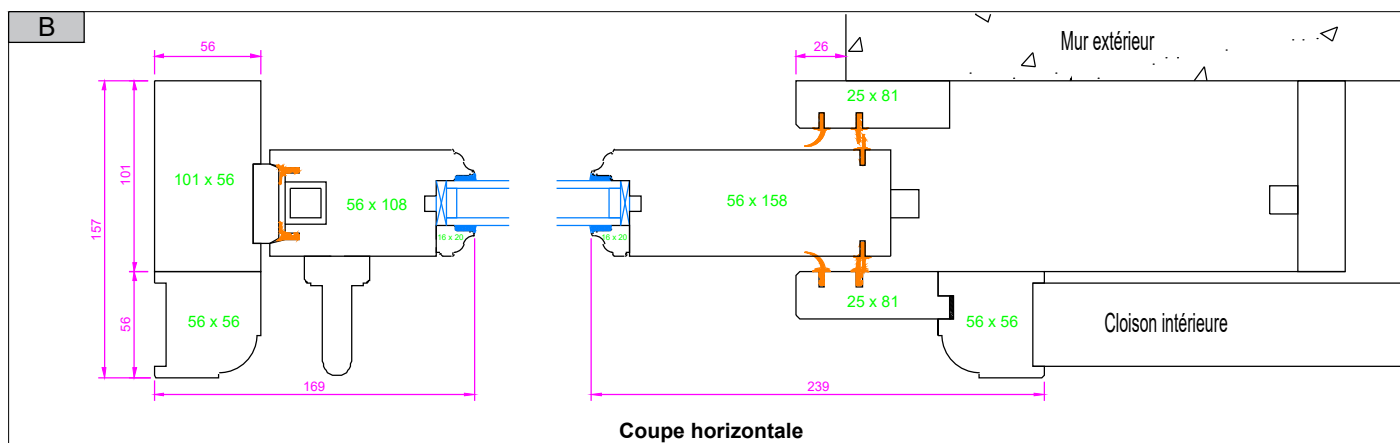 B
56
26
Mur extérieur
25 x 81
101
157
101 x 56
56 x 108
56 x 158
16 x 20
16 x 20
56
56 x 56
25 x 81
56 x 56
Cloison intérieure
169
239
Coupe horizontale